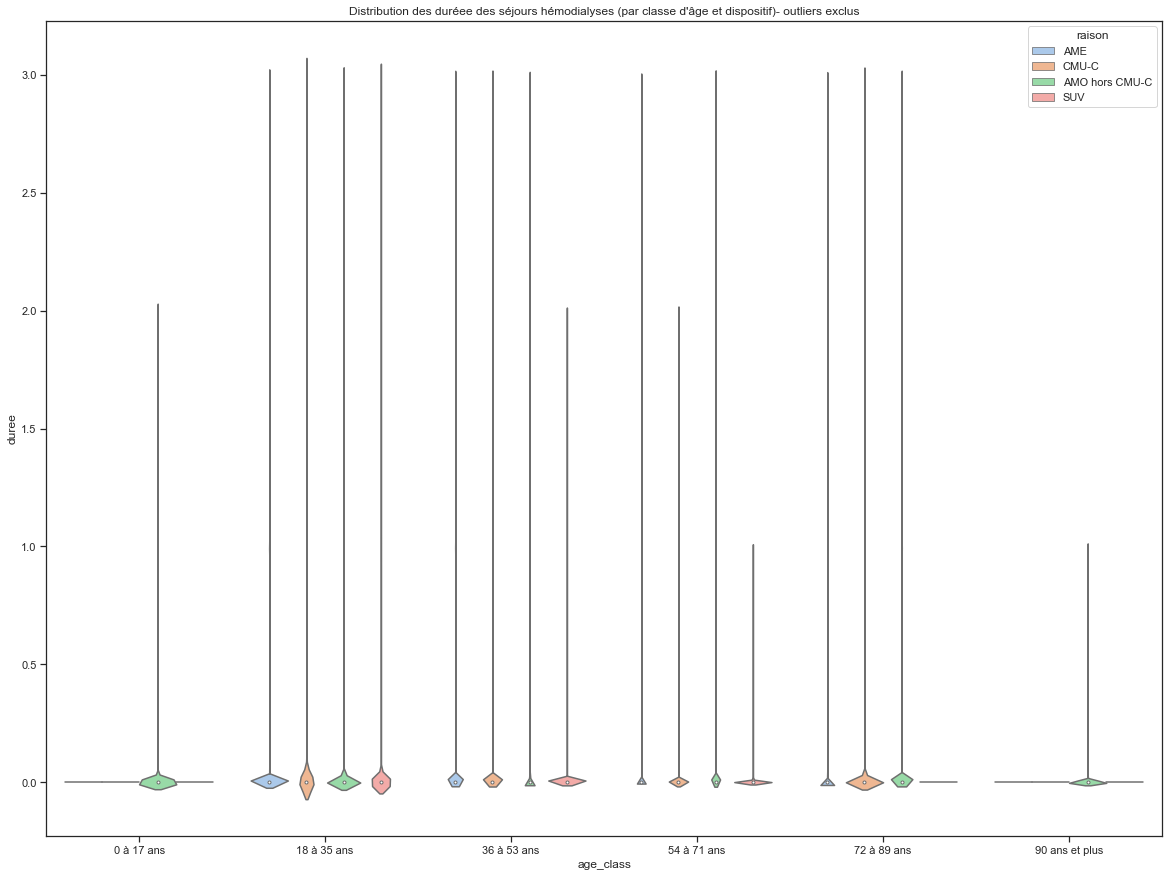 Distribution des duréee des séjours hémodialyses (par classe d'âge et dispositif)- outliers exclus
raison
AME
CMU-C
AMO hors CMU-C
SUV
3.0
2.5
2.0
1.5
1.0
0.5
0.0
duree
0 à 17 ans
18 à 35 ans
36 à 53 ans
54 à 71 ans
72 à 89 ans
90 ans et plus
age_class